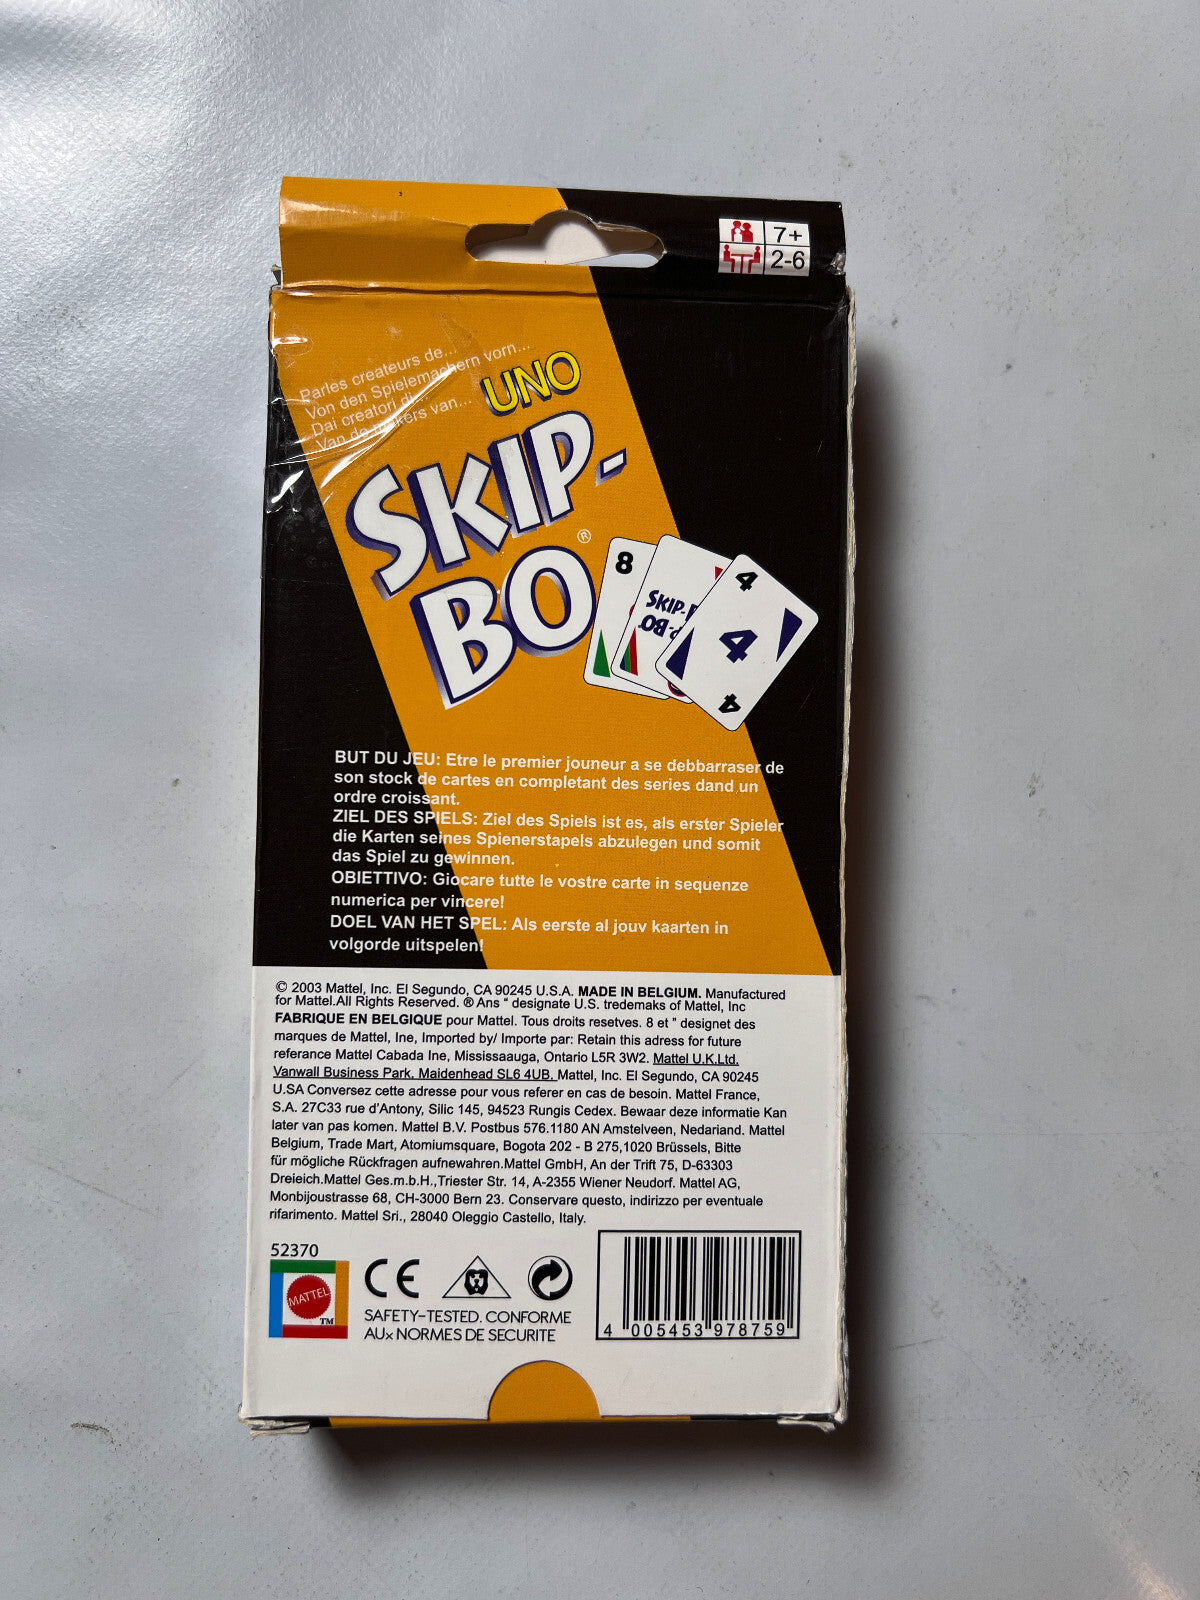 7+
2-6
Parles createurs de...
Von den Spielemachern vorn...
Dai creatori di...
Van de makers van...
UNO
SKIP-
BO®
8
SKIP-
BO
4
4
4
BUT DU JEU: Etre le premier jouneur a se debbarraser de
son stock de cartes en completant des series dand un
ordre croissant.
ZIEL DES SPIELS: Ziel des Spiels ist es, als erster Spieler
die Karten seines Spienerstapels abzulegen und somit
das Spiel zu gewinnen.
OBIETTIVO: Giocare tutte le vostre carte in sequenze
numerica per vincere!
DOEL VAN HET SPEL: Als eerste al jouv kaarten in
volgorde uitspelen!
© 2003 Mattel, Inc. El Segundo, CA 90245 U.S.A. MADE IN BELGIUM. Manufactured
for Mattel.All Rights Reserved. ® Ans “ designate U.S. tredemaks of Mattel, Inc
FABRIQUE EN BELGIQUE pour Mattel. Tous droits resetves. 8 et ” designet des
marques de Mattel, Ine, Imported by/ Importe par: Retain this adress for future
referance Mattel Cabada Ine, Mississaauga, Ontario L5R 3W2. Mattel U.K.Ltd.
Vanwall Business Park, Maidenhead SL6 4UB. Mattel, Inc. El Segundo, CA 90245
U.SA Conversez cette adresse pour vous referer en cas de besoin. Mattel France,
S.A. 27C33 rue d'Antony, Silic 145, 94523 Rungis Cedex. Bewaar deze informatie Kan
later van pas komen. Mattel B.V. Postbus 576.1180 AN Amstelveen, Nedariand. Mattel
Belgium, Trade Mart, Atomiumsquare, Bogota 202 - B 275,1020 Brüssels, Bitte
für mögliche Rückfragen aufnewahren.Mattel GmbH, An der Trift 75, D-63303
Dreieich.Mattel Ges.m.b.H.,Triester Str. 14, A-2355 Wiener Neudorf. Mattel AG,
Monbijoustrasse 68, CH-3000 Bern 23. Conservare questo, indirizzo per eventuale
rifarimento. Mattel Sri., 28040 Oleggio Castello, Italy.
52370
MATTEL
TM
CE
SAFETY-TESTED. CONFORME
AUx NORMES DE SECURITE
4 005453 978759